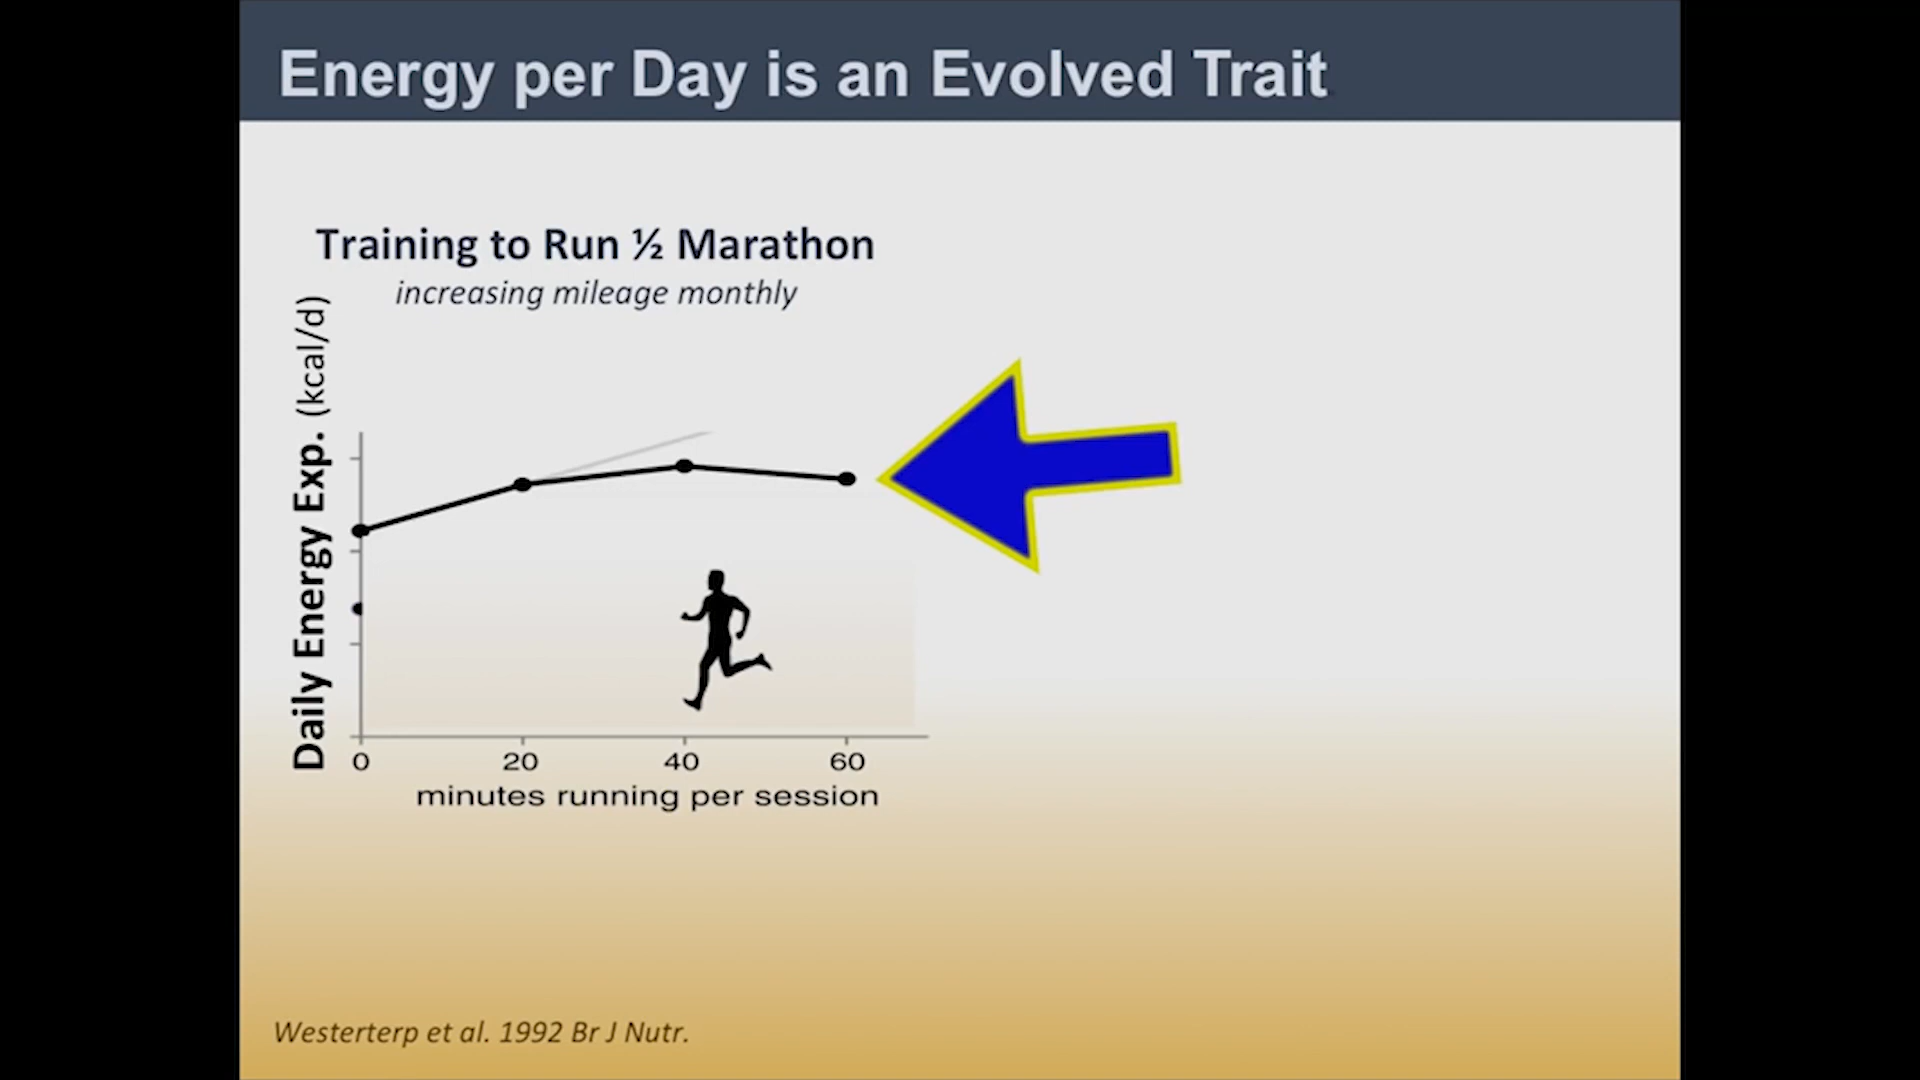 Energy per Day is an Evolved Trait
Training to Run ½ Marathon
increasing mileage monthly
Daily Energy Exp. (kcal/d)
0 20 40 60
minutes running per session
Westerterp et al. 1992 Br J Nutr.